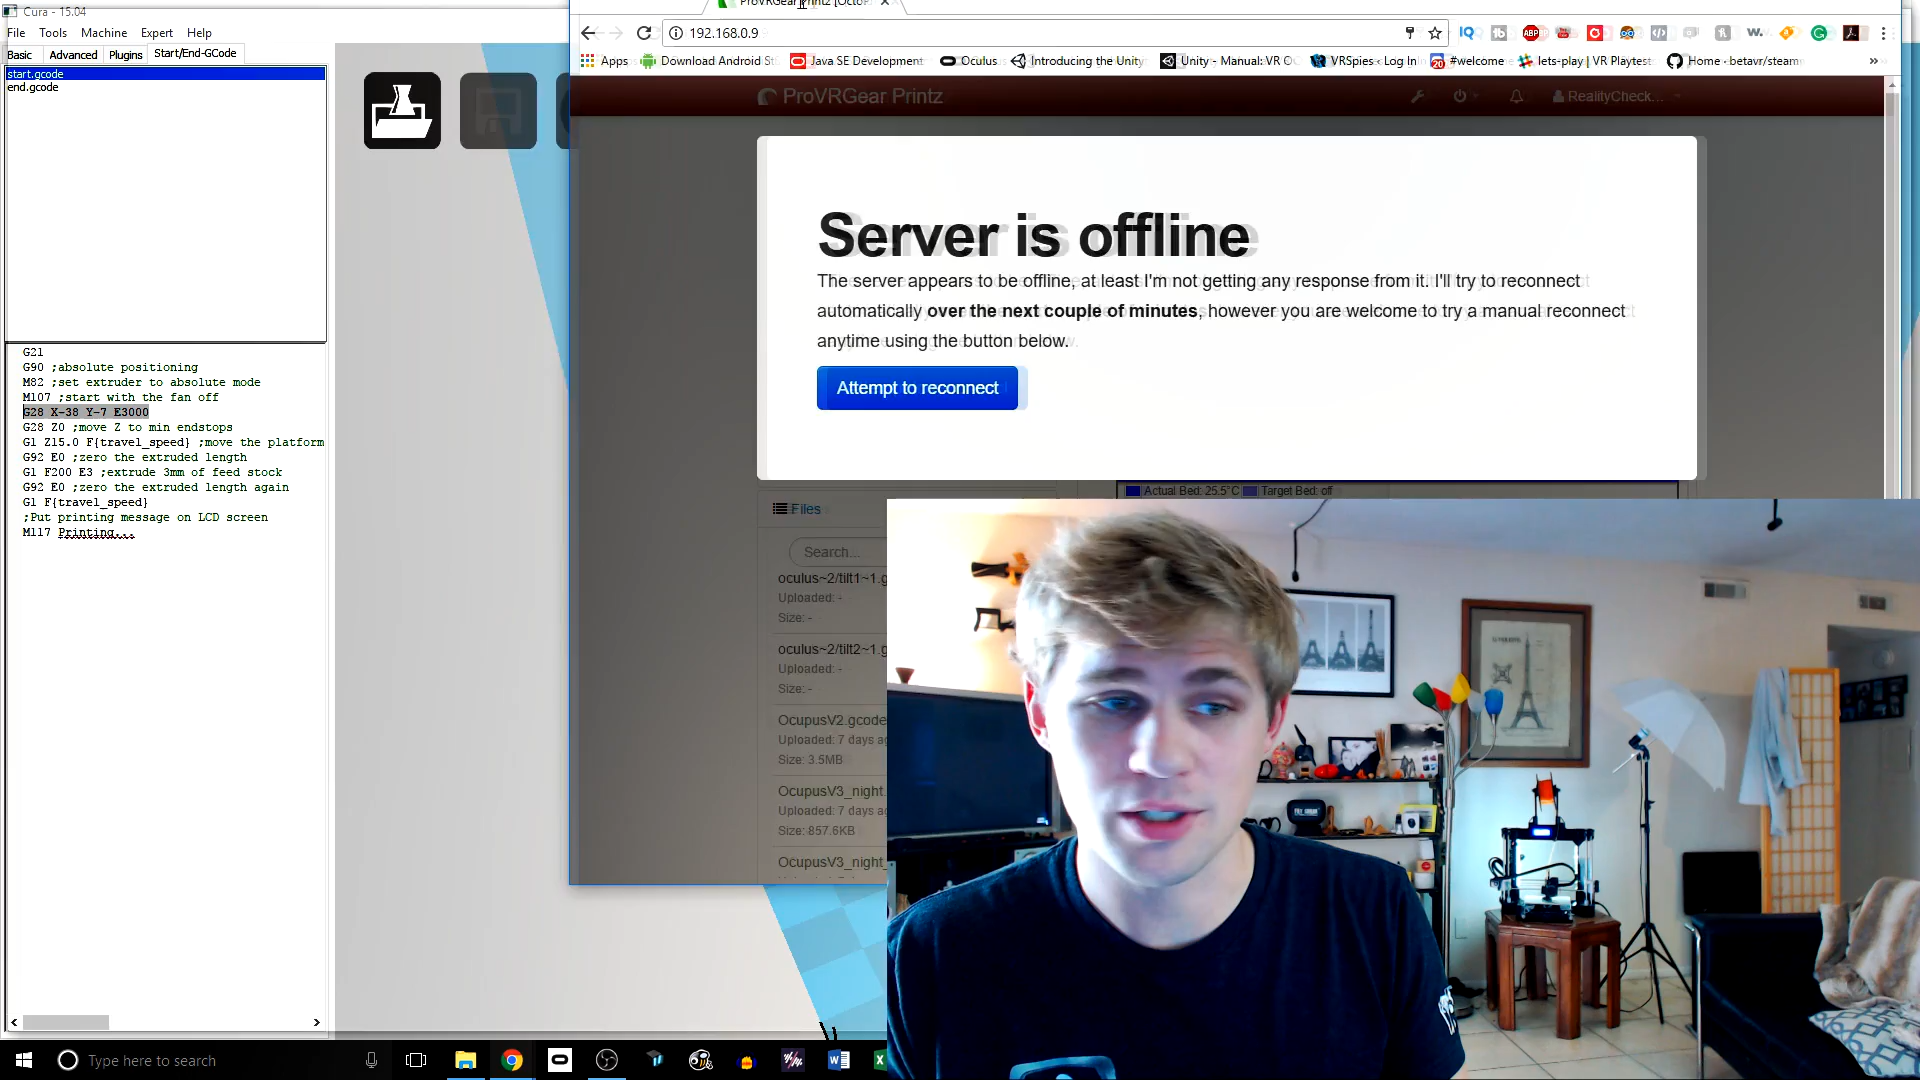 Cura - 15.04
File Tools Machine Expert Help
Basic Advanced Plugins Start/End-GCode
start.gcode
end.gcode
G21
G90 ;absolute positioning
M82 ;set extruder to absolute mode
M107 ;start with the fan off
G28 X-38 Y-7 E3000
G28 Z0 ;move Z to min endstops
G1 Z15.0 F{travel_speed} ;move the platform
G92 E0 ;zero the extruded length
G1 F200 E3 ;extrude 3mm of feed stock
G92 E0 ;zero the extruded length again
G1 F{travel_speed}
;Put printing message on LCD screen
M117 Printing...
ProVRGear Printz [Octo
192.168.0.9
Apps Download Android St Java SE Development Oculus Introducing the Unity Unity - Manual: VR O VRSpies ‹ Log In #welcome lets-play | VR Playtest Home · betavr/steam
ProVRGear Printz RealityCheck...
Server is offline
The server appears to be offline, at least I'm not getting any response from it. I'll try to reconnect
automatically over the next couple of minutes, however you are welcome to try a manual reconnect
anytime using the button below.
Attempt to reconnect
Actual Bed: 25.5°C Target Bed: off
Files
Search...
oculus~2/tilt1~1.g
Uploaded: -
Size: -
oculus~2/tilt2~1.g
Uploaded: -
Size: -
OcupusV2.gcode
Uploaded: 7 days ag
Size: 3.5MB
OcupusV3_night.
Uploaded: 7 days ag
Size: 857.6KB
OcupusV3_night_
Type here to search